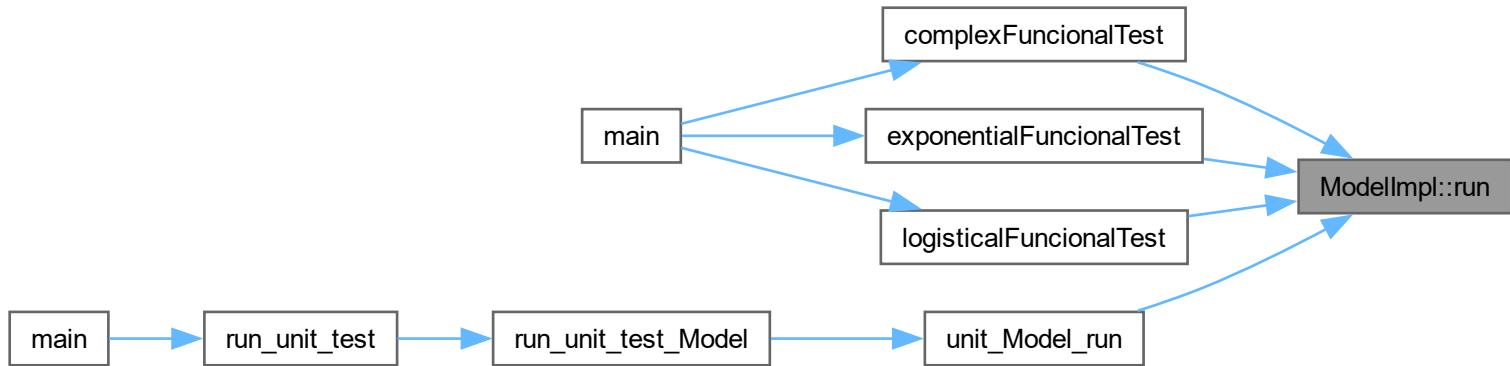 complexFuncionalTest
main
exponentialFuncionalTest
ModelImpl::run
logisticalFuncionalTest
main
run_unit_test
run_unit_test_Model
unit_Model_run